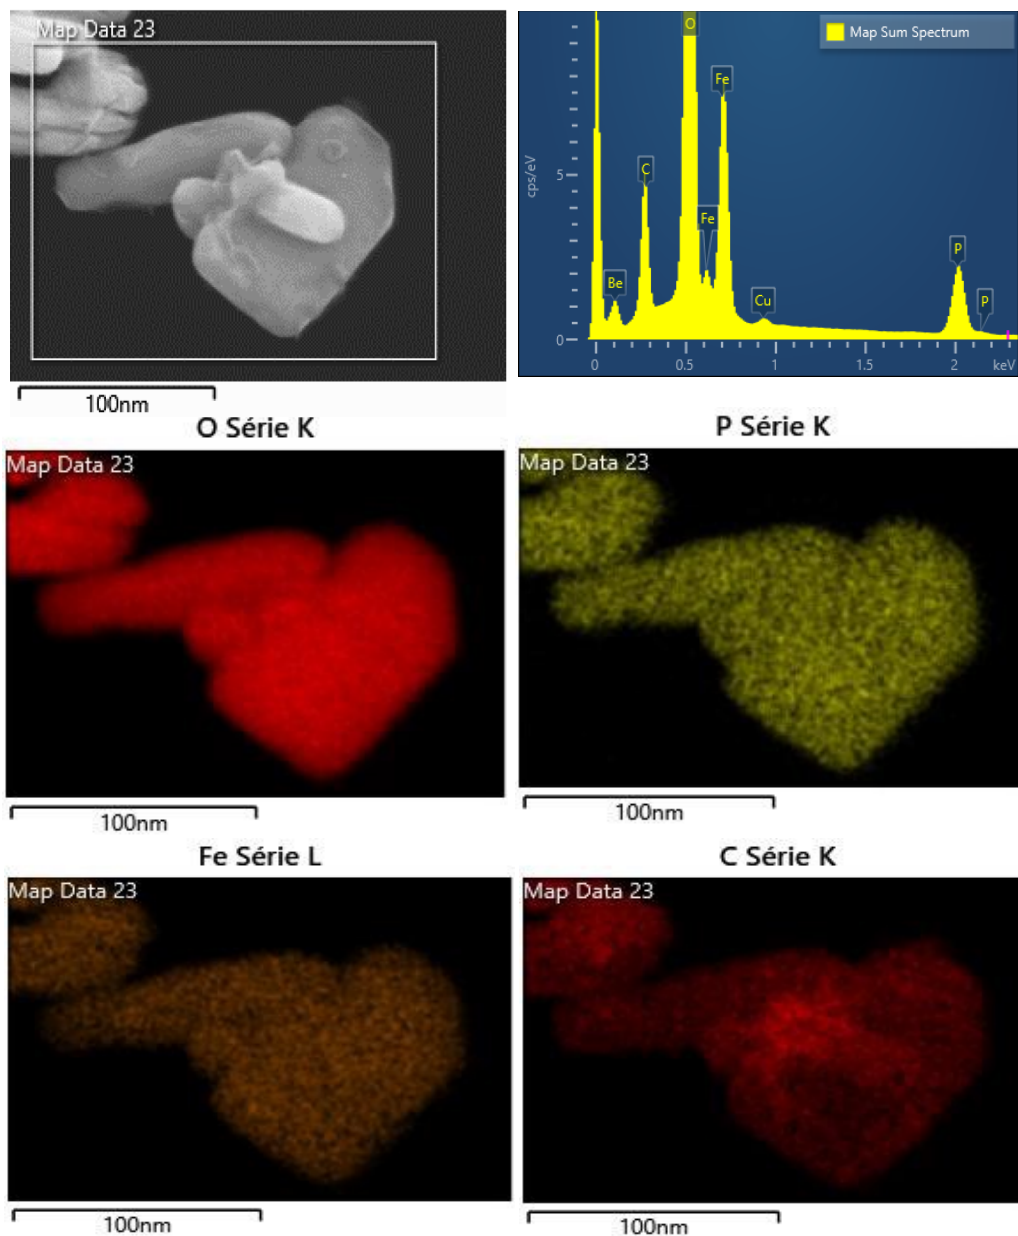 Map Data 23
100nm
Map Sum Spectrum
cps/eV
5
0
O
Fe
C
Fe
Be
Cu
P
P
0
0.5
1
1.5
2
keV
O Série K
P Série K
Map Data 23
Map Data 23
100nm
100nm
Fe Série L
C Série K
Map Data 23
Map Data 23
100nm
100nm